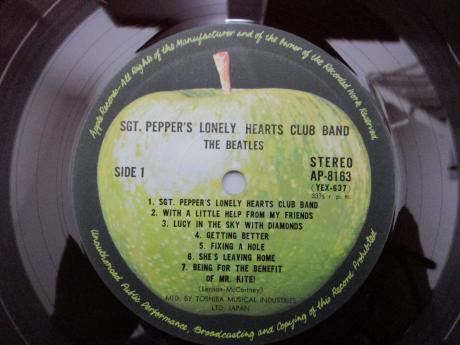 Apple Records-All Rights of the Manufacturer and of the Owner of the Recorded Work Reserved
SGT. PEPPER'S LONELY HEARTS CLUB BAND
THE BEATLES
SIDE 1
STEREO
AP-8163
(YEX-637)
33⅓ r. p. m.
1. SGT. PEPPER'S LONELY HEARTS CLUB BAND
2. WITH A LITTLE HELP FROM MY FRIENDS
3. LUCY IN THE SKY WITH DIAMONDS
4. GETTING BETTER
5. FIXING A HOLE
6. SHE'S LEAVING HOME
7. BEING FOR THE BENEFIT
OF MR. KITE!
(Lennon-McCartney)
MFD. BY TOSHIBA MUSICAL INDUSTRIES
LTD. JAPAN
Unauthorised Public Performance, Broadcasting and Copying of this Record Prohibited